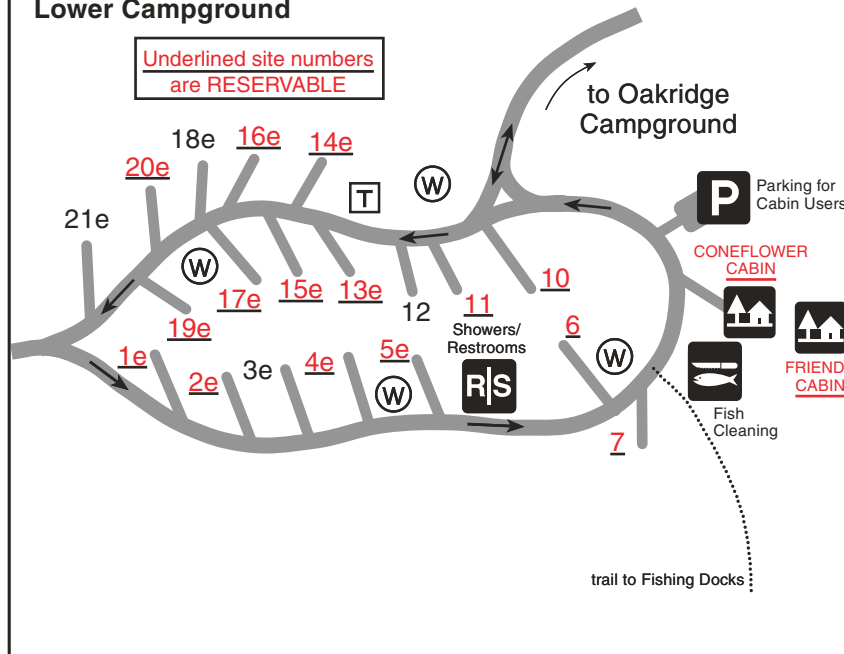 Lower Campground
Underlined site numbers
are RESERVABLE
to Oakridge
Campground
18e
16e
14e
20e
T
W
P
Parking for
Cabin Users
21e
CONEFLOWER
CABIN
W
17e
15e
13e
12
11
10
19e
Showers/
Restrooms
6
FRIEND
CABIN
1e
2e
3e
4e
5e
W
R|S
W
Fish
Cleaning
7
trail to Fishing Docks